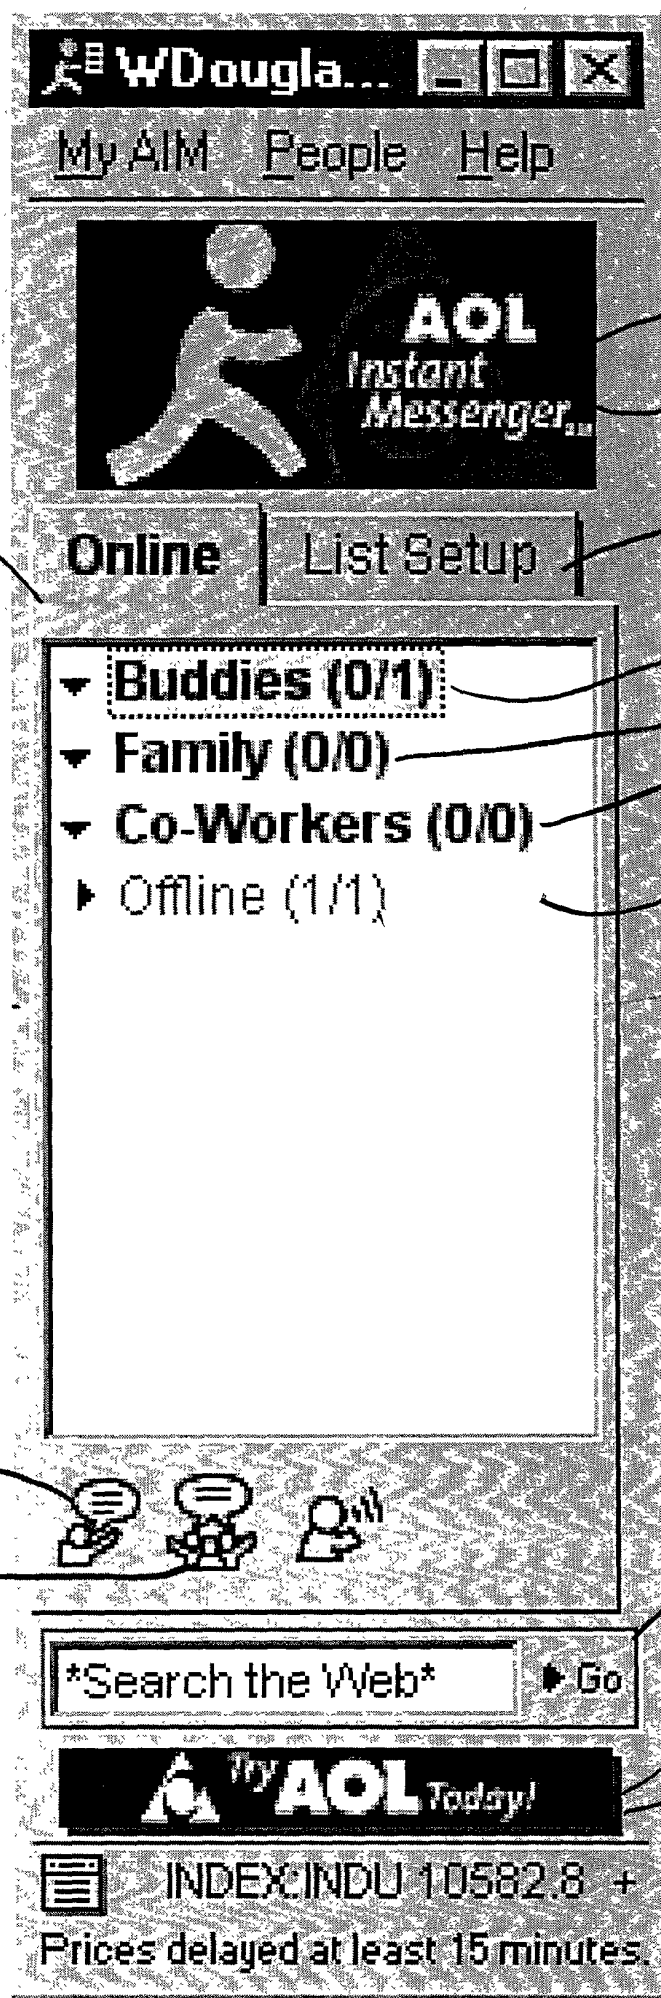 WDougla...
My AIM People Help
AOL
Instant
Messenger
Online List Setup
Buddies (0/1)
Family (0/0)
Co-Workers (0/0)
Offline (1/1)
*Search the Web* Go
Try AOL Today!
INDEX:INDU 10582.8 +
Prices delayed at least 15 minutes.